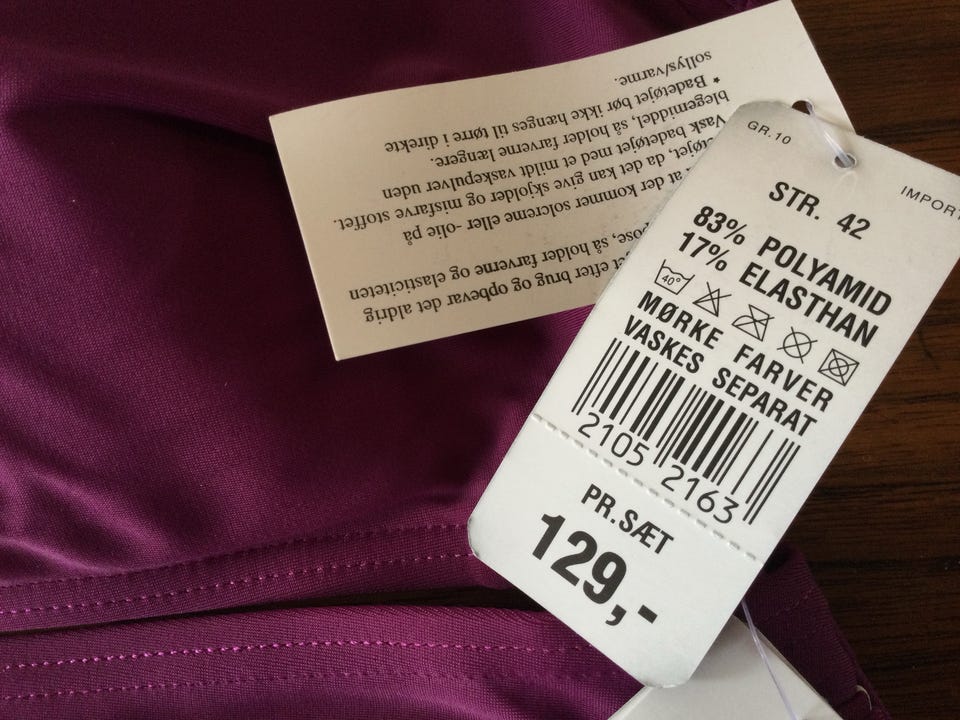 efter brug og opbevar det aldrig
så holder farverne og elasticiteten
at der kommer solcreme eller -olie på
da det kan give skjolder og misfarve stoffet.
Vask badetøjet med et mildt vaskepulver uden
blegemiddel, så holder farverne længere.
* Badetøjet bør ikke hænges til tørre i direkte
sollys/varme.
GR.10
IMPORT
STR. 42
83% POLYAMID
17% ELASTHAN
40°
MØRKE FARVER
VASKES SEPARAT
2105 2163
PR.SÆT
129,-